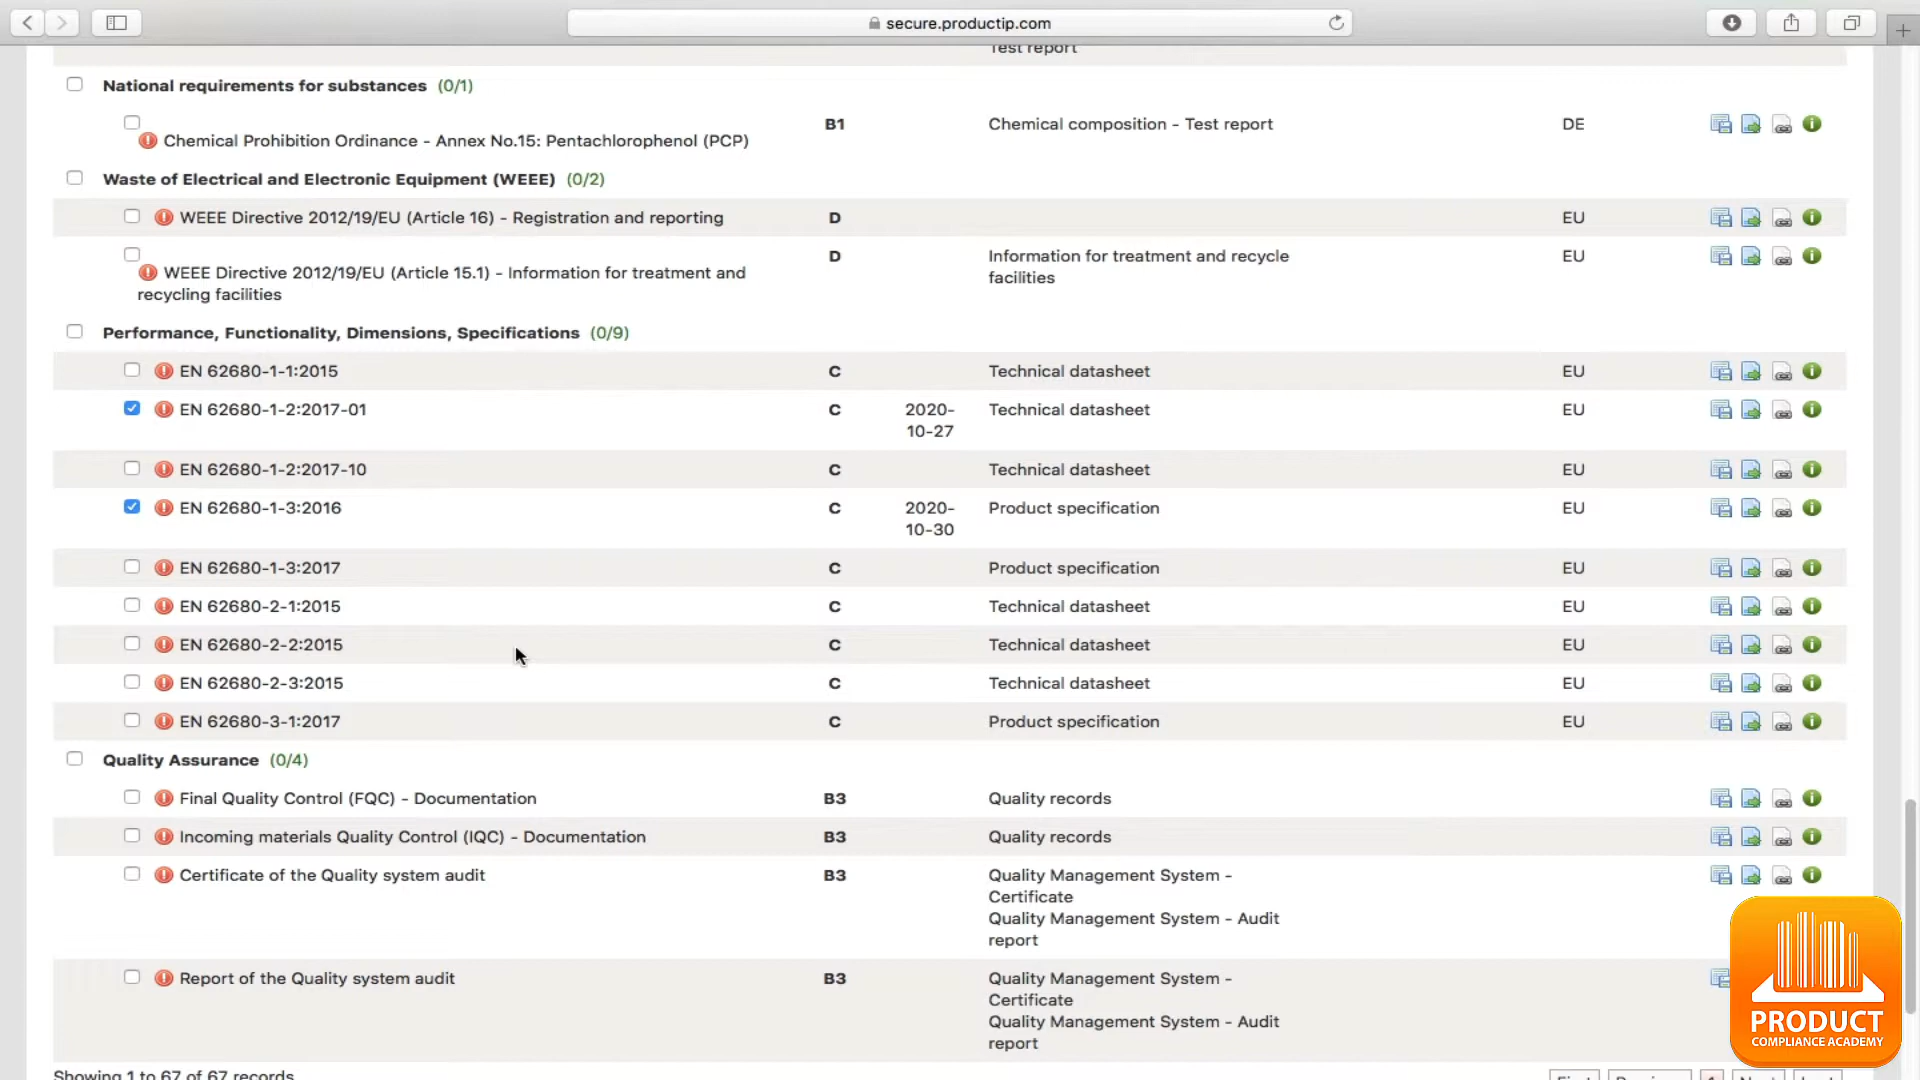 secure.productip.com
Test report
National requirements for substances (0/1)
Chemical Prohibition Ordinance - Annex No.15: Pentachlorophenol (PCP) B1 Chemical composition - Test report DE
Waste of Electrical and Electronic Equipment (WEEE) (0/2)
WEEE Directive 2012/19/EU (Article 16) - Registration and reporting D EU
WEEE Directive 2012/19/EU (Article 15.1) - Information for treatment and D Information for treatment and recycle EU
recycling facilities facilities
Performance, Functionality, Dimensions, Specifications (0/9)
EN 62680-1-1:2015 C Technical datasheet EU
EN 62680-1-2:2017-01 C 2020- Technical datasheet EU
10-27
EN 62680-1-2:2017-10 C Technical datasheet EU
EN 62680-1-3:2016 C 2020- Product specification EU
10-30
EN 62680-1-3:2017 C Product specification EU
EN 62680-2-1:2015 C Technical datasheet EU
EN 62680-2-2:2015 C Technical datasheet EU
EN 62680-2-3:2015 C Technical datasheet EU
EN 62680-3-1:2017 C Product specification EU
Quality Assurance (0/4)
Final Quality Control (FQC) - Documentation B3 Quality records
Incoming materials Quality Control (IQC) - Documentation B3 Quality records
Certificate of the Quality system audit B3 Quality Management System -
Certificate
Quality Management System - Audit
report
Report of the Quality system audit B3 Quality Management System -
Certificate
Quality Management System - Audit
report
Showing 1 to 67 of 67 records First Previous 1 Next Last
PRODUCT
COMPLIANCE ACADEMY